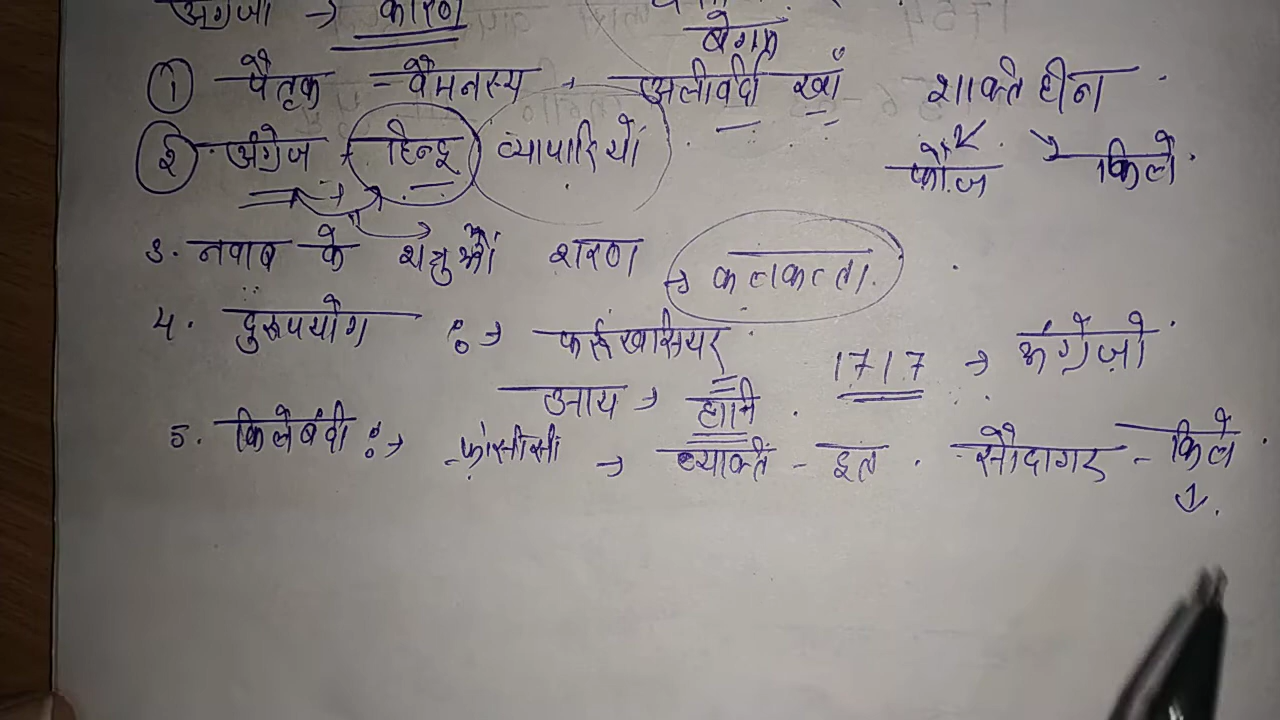 अंग्रेजो → कारण
बेगम
① पैतृक - वैमनस्य - अलीवर्दी खाँ शक्ति हीन
② अंग्रेज हिन्दू व्यापारियों फौज → किले
3. नवाब के शत्रुओं शरण → कलकत्ता.
4. दुरूपयोग :→ फर्रूखसियर 1717 → अंग्रेजो
आय → हानि
5. किलेबंदी :→ फ्रांसीसी → व्यक्ति - इन सौदागर - किले